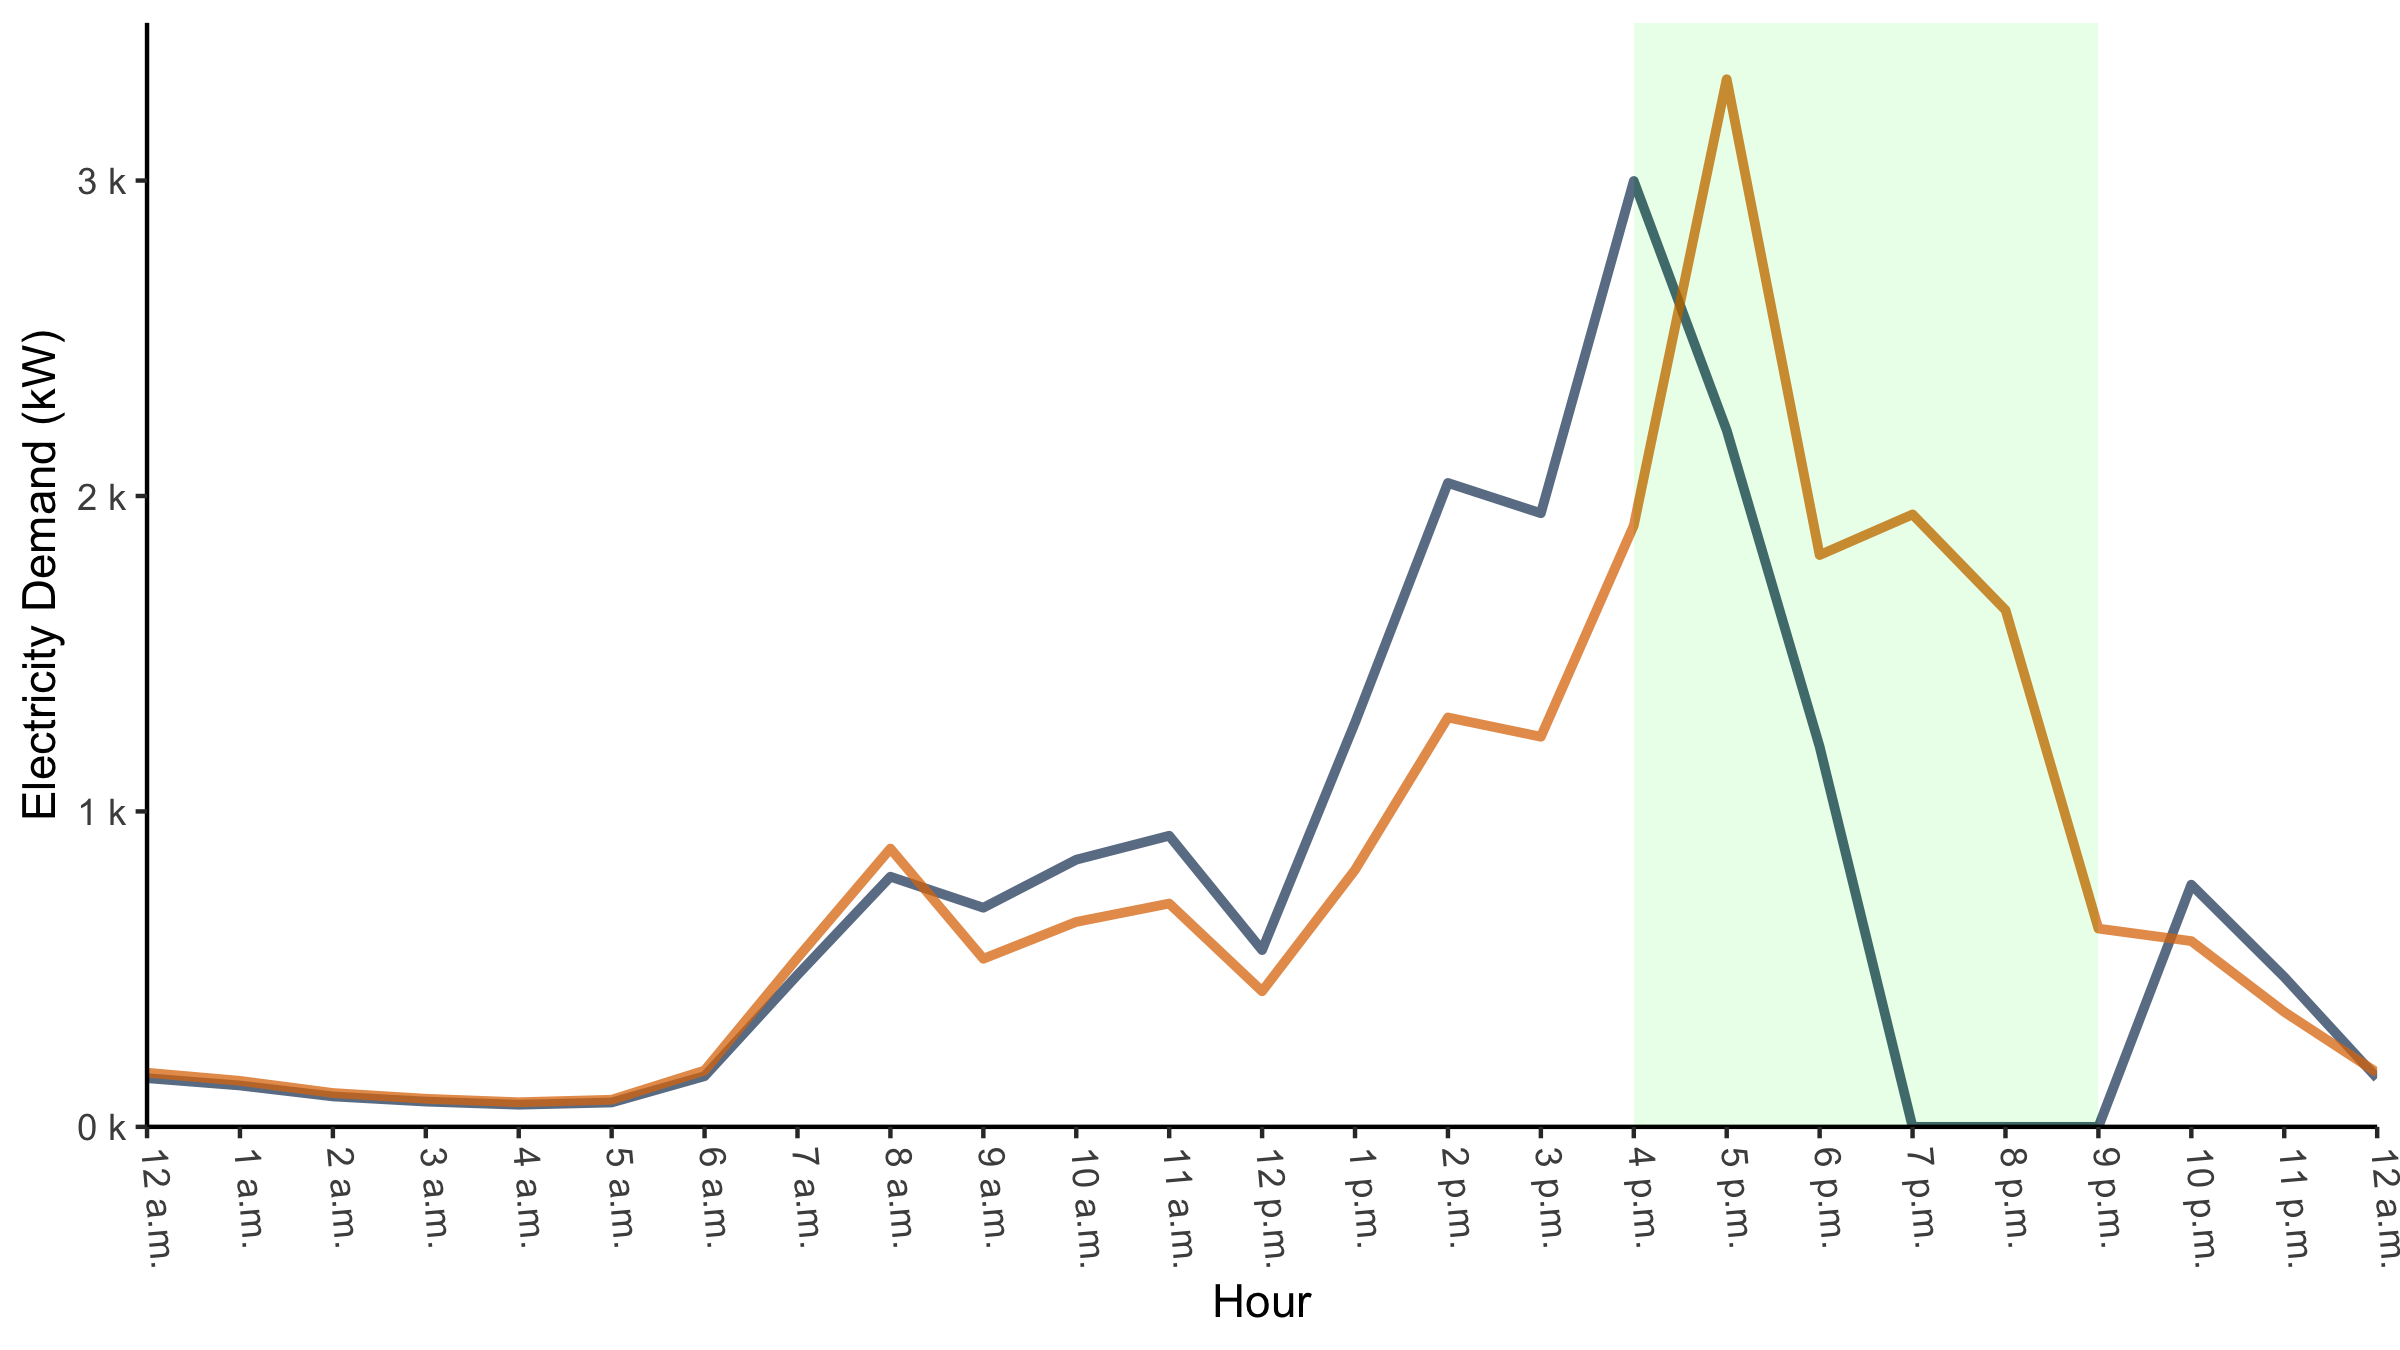 Electricity Demand (kW)
3 k
2 k
1 k
0 k
12 a.m.
1 a.m.
2 a.m.
3 a.m.
4 a.m.
5 a.m.
6 a.m.
7 a.m.
8 a.m.
9 a.m.
10 a.m.
11 a.m.
12 p.m.
1 p.m.
2 p.m.
3 p.m.
4 p.m.
5 p.m.
6 p.m.
7 p.m.
8 p.m.
9 p.m.
10 p.m.
11 p.m.
12 a.m.
Hour